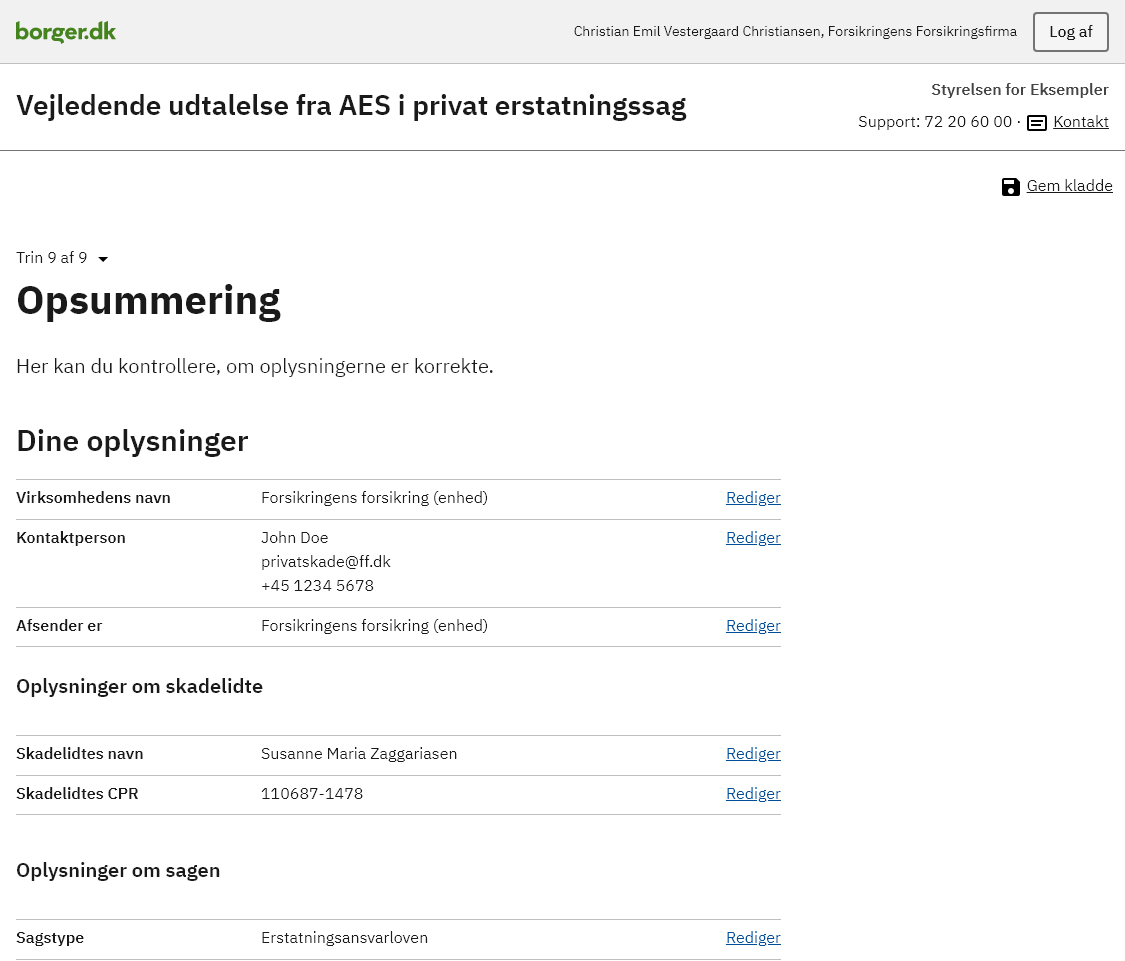 borger.dk
Christian Emil Vestergaard Christiansen, Forsikringens Forsikringsfirma
Log af
Vejledende udtalelse fra AES i privat erstatningssag
Styrelsen for Eksempler
Support: 72 20 60 00 · Kontakt
Gem kladde
Trin 9 af 9
Opsummering
Her kan du kontrollere, om oplysningerne er korrekte.
Dine oplysninger
Virksomhedens navn Forsikringens forsikring (enhed) Rediger
Kontaktperson John Doe Rediger
privatskade@ff.dk
+45 1234 5678
Afsender er Forsikringens forsikring (enhed) Rediger
Oplysninger om skadelidte
Skadelidtes navn Susanne Maria Zaggariasen Rediger
Skadelidtes CPR 110687-1478 Rediger
Oplysninger om sagen
Sagstype Erstatningsansvarloven Rediger